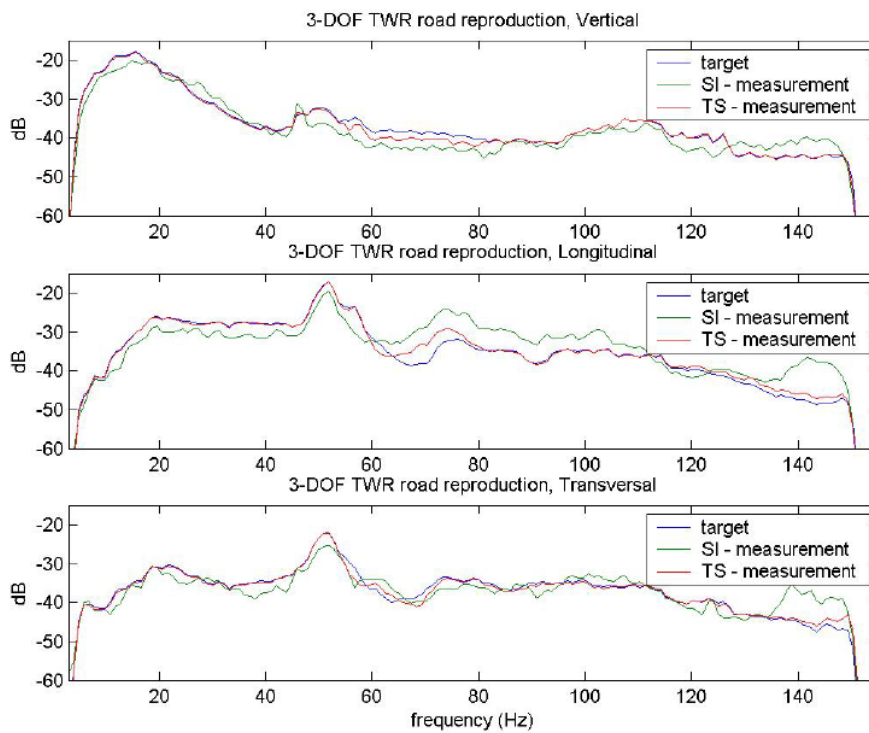 3-DOF TWR road reproduction, Vertical
-20
-30
-40
-50
-60
dB
target
SI - measurement
TS - measurement
20 40 60 80 100 120 140
3-DOF TWR road reproduction, Longitudinal
-20
-30
-40
-50
-60
dB
target
SI - measurement
TS - measurement
20 40 60 80 100 120 140
3-DOF TWR road reproduction, Transversal
-20
-30
-40
-50
-60
dB
target
SI - measurement
TS - measurement
20 40 60 80 100 120 140
frequency (Hz)